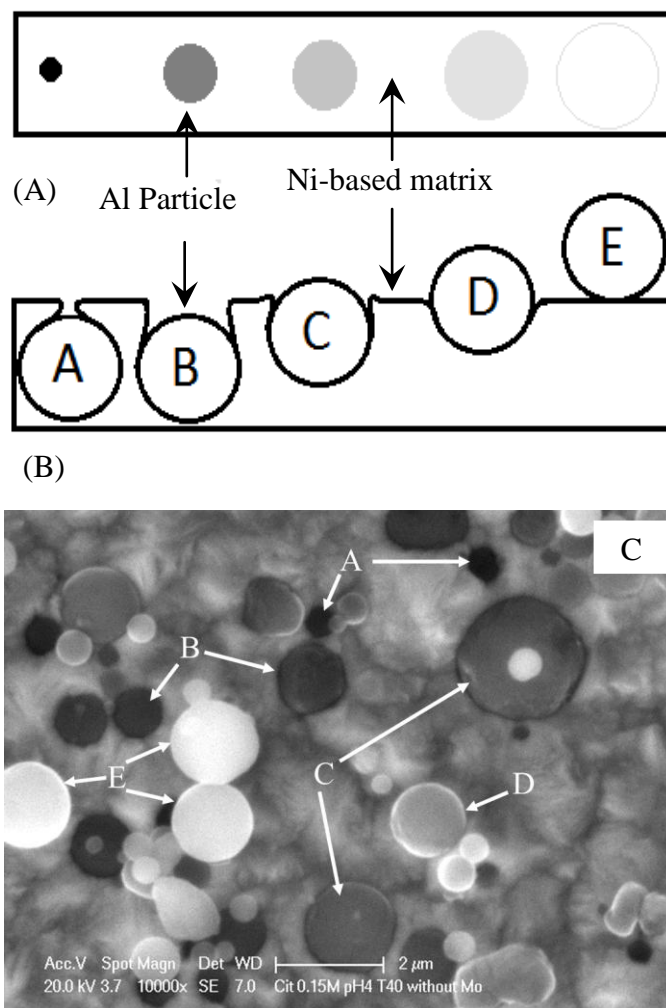 (A)
Al Particle
Ni-based matrix
A
B
C
D
E
(B)
C
A
B
E
C
D
Acc.V Spot Magn Det WD 2 μm
20.0 kV 3.7 10000x SE 7.0 Cit 0.15M pH4 T40 without Mo